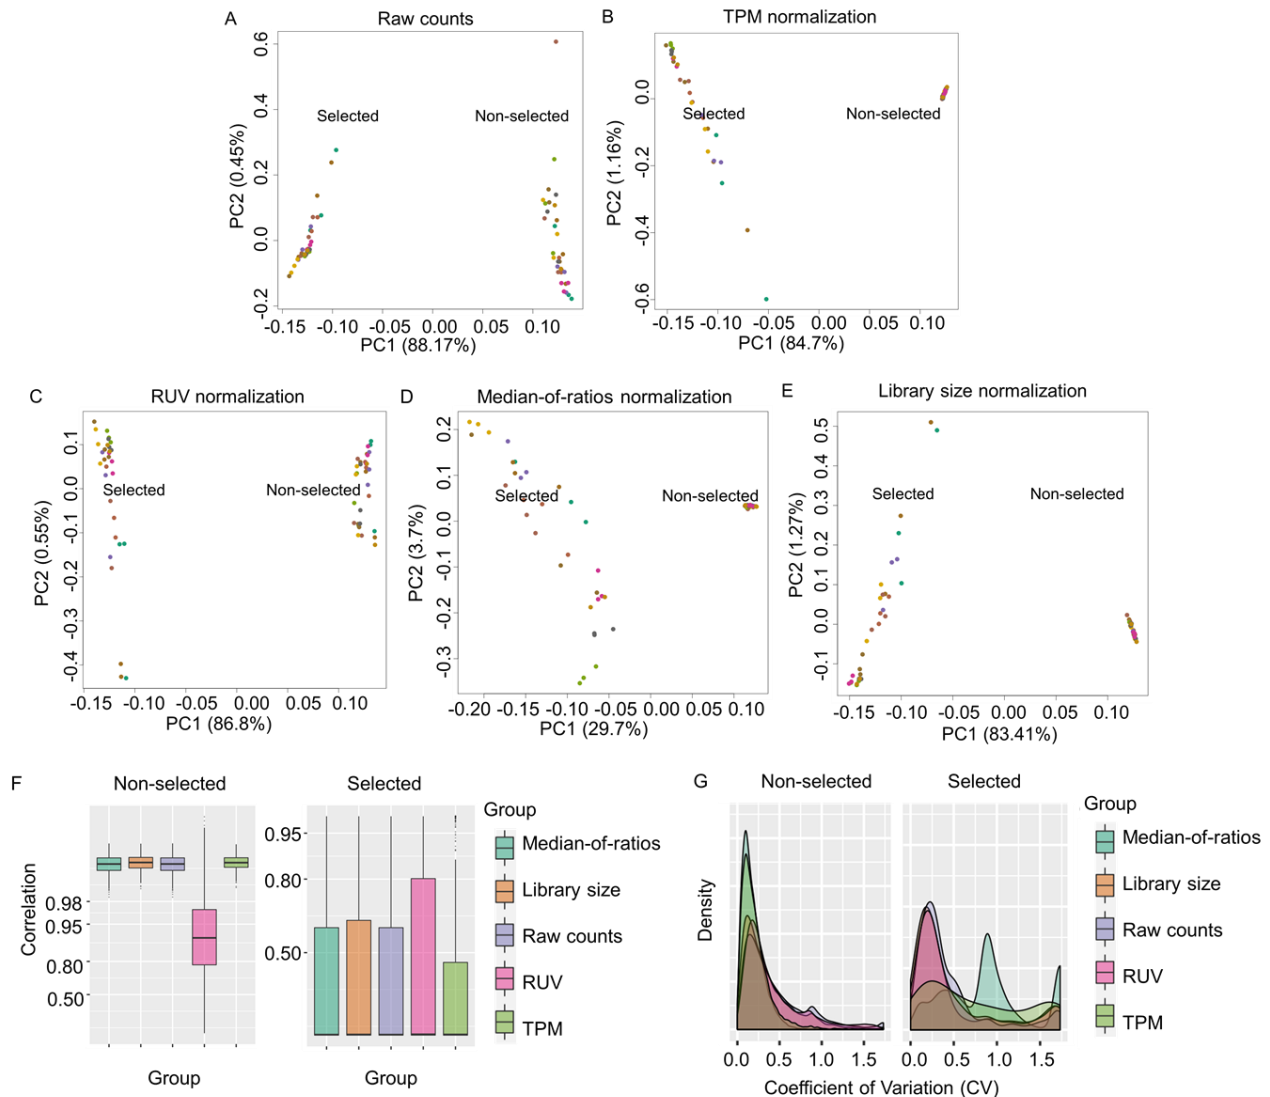 A
Raw counts
0.6
0.4
0.2
0.0
-0.2
PC2 (0.45%)
Selected
Non-selected
-0.15 -0.10 -0.05 0.00 0.05 0.10
PC1 (88.17%)
B
TPM normalization
0.0
-0.2
-0.4
-0.6
PC2 (1.16%)
Selected
Non-selected
-0.15 -0.10 -0.05 0.00 0.05 0.10
PC1 (84.7%)
C
RUV normalization
0.1
0.0
-0.1
-0.2
-0.3
-0.4
PC2 (0.55%)
Selected
Non-selected
-0.15 -0.10 -0.05 0.00 0.05 0.10
PC1 (86.8%)
D
Median-of-ratios normalization
0.2
0.1
0.0
-0.1
-0.2
-0.3
PC2 (3.7%)
Selected
Non-selected
-0.20 -0.15 -0.10 -0.05 0.00 0.05 0.10
PC1 (29.7%)
E
Library size normalization
0.5
0.4
0.3
0.2
0.1
0.0
-0.1
PC2 (1.27%)
Selected
Non-selected
-0.15 -0.10 -0.05 0.00 0.05 0.10
PC1 (83.41%)
F
Non-selected
Selected
0.98
0.95
0.80
0.50
Correlation
0.95
0.80
0.50
Group
Group
Group
Median-of-ratios
Library size
Raw counts
RUV
TPM
G
Non-selected
Selected
Density
0.0 0.5 1.0 1.5
0.0 0.5 1.0 1.5
Coefficient of Variation (CV)
Group
Median-of-ratios
Library size
Raw counts
RUV
TPM